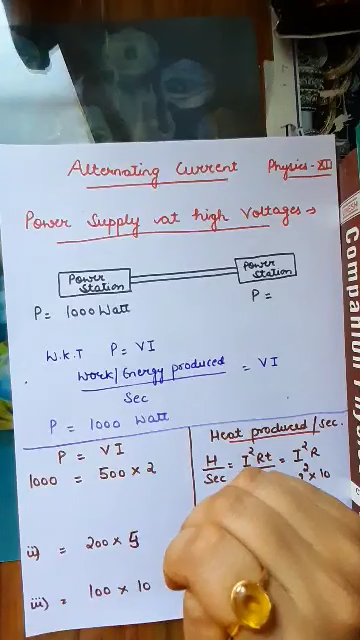 Alternating Current Physics-XII
Power Supply at high Voltages →
Power Station
Power Station
P = 1000 Watt
P =
W.K.T P = VI
Work/Energy produced
Sec
= VI
P = 1000 Watt
P = VI
1000 = 500 × 2
ii) = 200 × 5
iii) = 100 × 10
Heat produced/sec.
H/Sec = I²Rt = I²R
² × 10
Companion